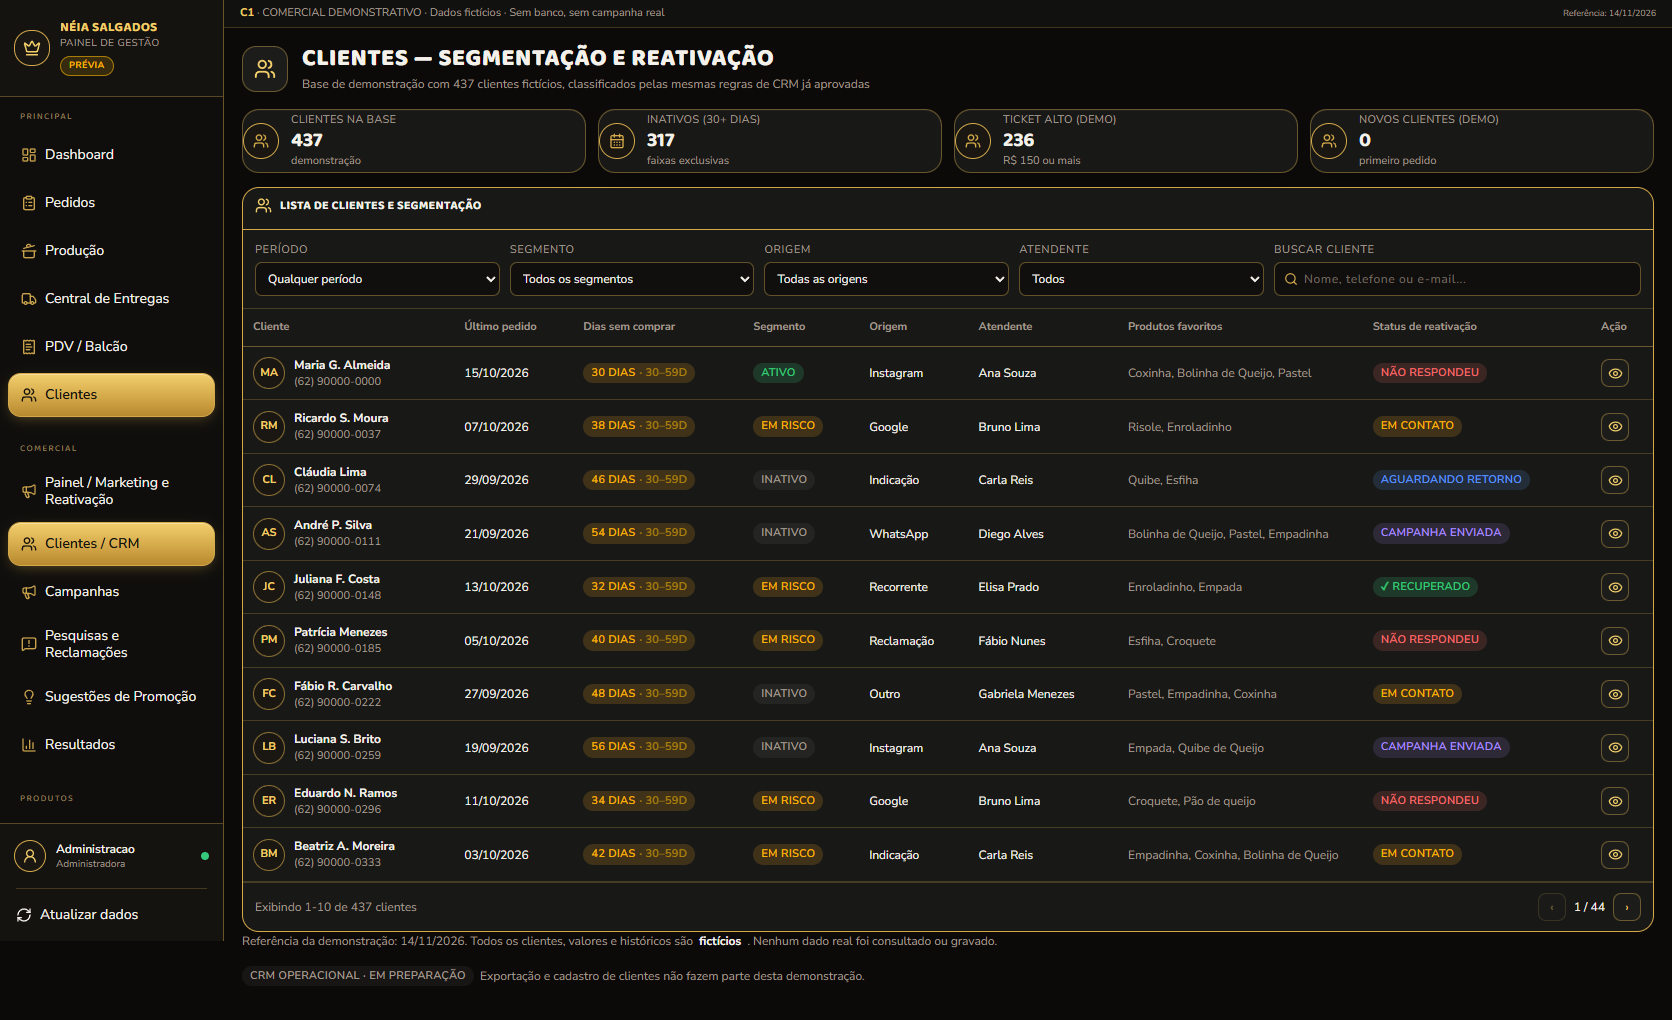 NÉIA SALGADOS
PAINEL DE GESTÃO
PRÉVIA
PRINCIPAL
Dashboard
Pedidos
Produção
Central de Entregas
PDV / Balcão
Clientes
COMERCIAL
Painel / Marketing e
Reativação
Clientes / CRM
Campanhas
Pesquisas e
Reclamações
Sugestões de Promoção
Resultados
PRODUTOS
Administracao
Administradora
Atualizar dados
C1 · COMERCIAL DEMONSTRATIVO · Dados fictícios · Sem banco, sem campanha real
Referência: 14/11/2026
CLIENTES — SEGMENTAÇÃO E REATIVAÇÃO
Base de demonstração com 437 clientes fictícios, classificados pelas mesmas regras de CRM já aprovadas
CLIENTES NA BASE
437
demonstração
INATIVOS (30+ DIAS)
317
faixas exclusivas
TICKET ALTO (DEMO)
236
R$ 150 ou mais
NOVOS CLIENTES (DEMO)
0
primeiro pedido
LISTA DE CLIENTES E SEGMENTAÇÃO
PERÍODO SEGMENTO ORIGEM ATENDENTE BUSCAR CLIENTE
Qualquer período Todos os segmentos Todas as origens Todos Nome, telefone ou e-mail...
Cliente Último pedido Dias sem comprar Segmento Origem Atendente Produtos favoritos Status de reativação Ação
MA Maria G. Almeida (62) 90000-0000 15/10/2026 30 DIAS · 30–59D ATIVO Instagram Ana Souza Coxinha, Bolinha de Queijo, Pastel NÃO RESPONDEU
RM Ricardo S. Moura (62) 90000-0037 07/10/2026 38 DIAS · 30–59D EM RISCO Google Bruno Lima Risole, Enroladinho EM CONTATO
CL Cláudia Lima (62) 90000-0074 29/09/2026 46 DIAS · 30–59D INATIVO Indicação Carla Reis Quibe, Esfiha AGUARDANDO RETORNO
AS André P. Silva (62) 90000-0111 21/09/2026 54 DIAS · 30–59D INATIVO WhatsApp Diego Alves Bolinha de Queijo, Pastel, Empadinha CAMPANHA ENVIADA
JC Juliana F. Costa (62) 90000-0148 13/10/2026 32 DIAS · 30–59D EM RISCO Recorrente Elisa Prado Enroladinho, Empada ✓ RECUPERADO
PM Patrícia Menezes (62) 90000-0185 05/10/2026 40 DIAS · 30–59D EM RISCO Reclamação Fábio Nunes Esfiha, Croquete NÃO RESPONDEU
FC Fábio R. Carvalho (62) 90000-0222 27/09/2026 48 DIAS · 30–59D INATIVO Outro Gabriela Menezes Pastel, Empadinha, Coxinha EM CONTATO
LB Luciana S. Brito (62) 90000-0259 19/09/2026 56 DIAS · 30–59D INATIVO Instagram Ana Souza Empada, Quibe de Queijo CAMPANHA ENVIADA
ER Eduardo N. Ramos (62) 90000-0296 11/10/2026 34 DIAS · 30–59D EM RISCO Google Bruno Lima Croquete, Pão de queijo NÃO RESPONDEU
BM Beatriz A. Moreira (62) 90000-0333 03/10/2026 42 DIAS · 30–59D EM RISCO Indicação Carla Reis Empadinha, Coxinha, Bolinha de Queijo EM CONTATO
Exibindo 1-10 de 437 clientes
‹ 1 / 44 ›
Referência da demonstração: 14/11/2026. Todos os clientes, valores e históricos são fictícios . Nenhum dado real foi consultado ou gravado.
CRM OPERACIONAL · EM PREPARAÇÃO Exportação e cadastro de clientes não fazem parte desta demonstração.